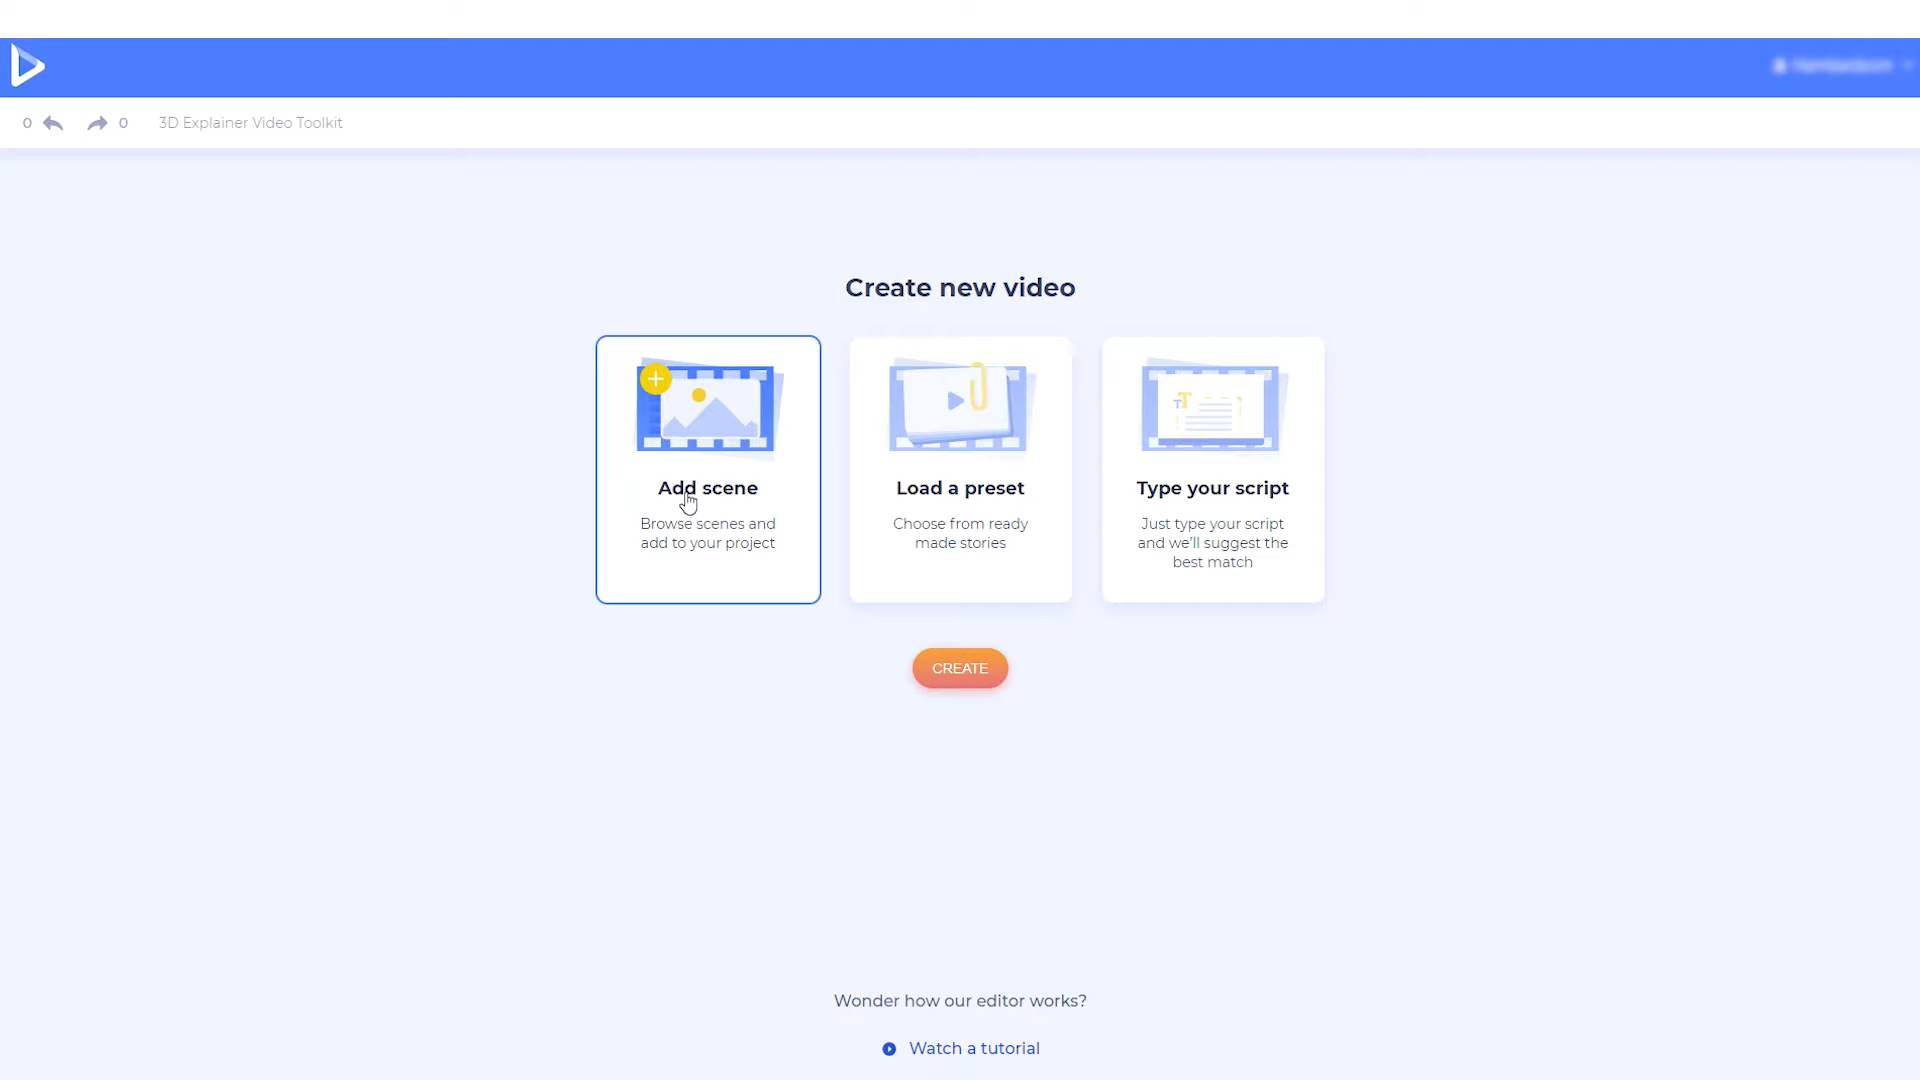 0 0 3D Explainer Video Toolkit
Create new video
Add scene
Browse scenes and
add to your project
Load a preset
Choose from ready
made stories
Type your script
Just type your script
and we'll suggest the
best match
CREATE
Wonder how our editor works?
Watch a tutorial